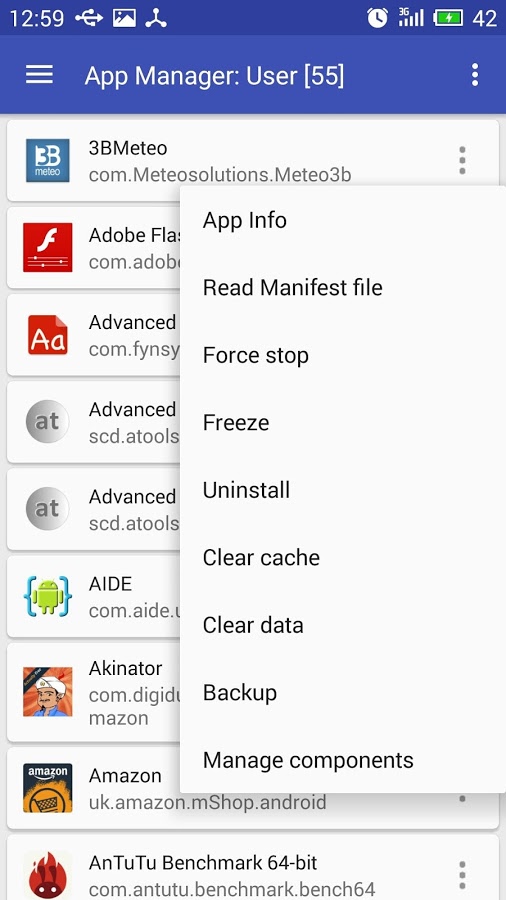 12:59
3G
42
App Manager: User [55]
3BMeteo
com.Meteosolutions.Meteo3b
3B
meteo
App Info
Adobe Flas
com.adobe
Read Manifest file
Advanced
com.fynsy
Aa
Force stop
Advanced
scd.atools
at
Freeze
Advanced
scd.atools
at
Uninstall
Clear cache
AIDE
com.aide.u
Clear data
Akinator
com.digidu
mazon
Backup
Manage components
amazon
Amazon
uk.amazon.mShop.android
AnTuTu Benchmark 64-bit
com.antutu.benchmark.bench64